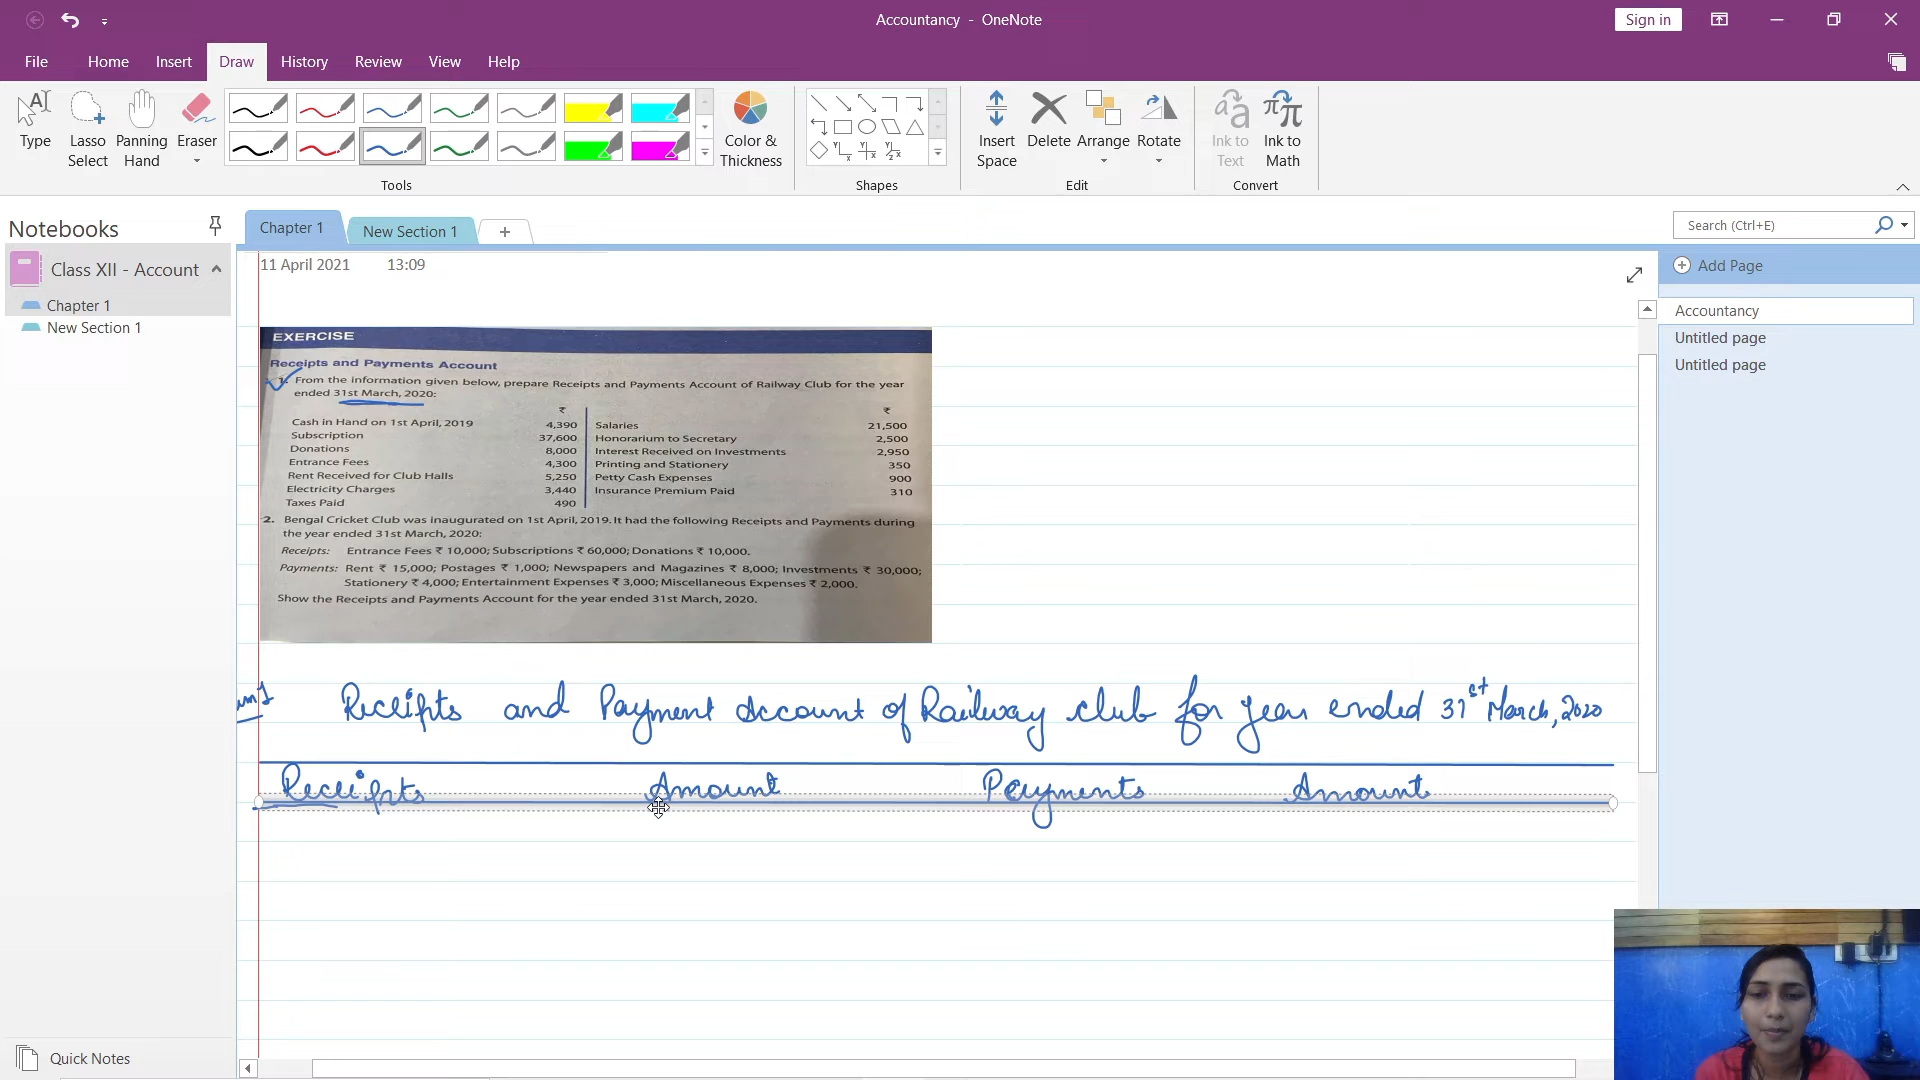 Accountancy - OneNote
Sign in
File Home Insert Draw History Review View Help
Type
Lasso Select
Panning Hand
Eraser
Color & Thickness
Insert Space
Delete
Arrange
Rotate
Ink to Text
Ink to Math
Tools Shapes Edit Convert
Notebooks
Class XII - Account
Chapter 1
New Section 1
Quick Notes
Chapter 1 New Section 1 +
Search (Ctrl+E)
Add Page
Accountancy
Untitled page
Untitled page
11 April 2021 13:09
EXERCISE
Receipts and Payments Account
1. From the information given below, prepare Receipts and Payments Account of Railway Club for the year
ended 31st March, 2020:
₹ ₹
Cash in Hand on 1st April, 2019 4,390 Salaries 21,500
Subscription 37,600 Honorarium to Secretary 2,500
Donations 8,000 Interest Received on Investments 2,950
Entrance Fees 4,300 Printing and Stationery 350
Rent Received for Club Halls 5,250 Petty Cash Expenses 900
Electricity Charges 3,440 Insurance Premium Paid 310
Taxes Paid 490
2. Bengal Cricket Club was inaugurated on 1st April, 2019. It had the following Receipts and Payments during
the year ended 31st March, 2020:
Receipts: Entrance Fees ₹ 10,000; Subscriptions ₹ 60,000; Donations ₹ 10,000.
Payments: Rent ₹ 15,000; Postages ₹ 1,000; Newspapers and Magazines ₹ 8,000; Investments ₹ 30,000;
Stationery ₹ 4,000; Entertainment Expenses ₹ 3,000; Miscellaneous Expenses ₹ 2,000.
Show the Receipts and Payments Account for the year ended 31st March, 2020.
Receipts and Payment Account of Railway club for year ended 31st March, 2020
Receipts Amount Payments Amount